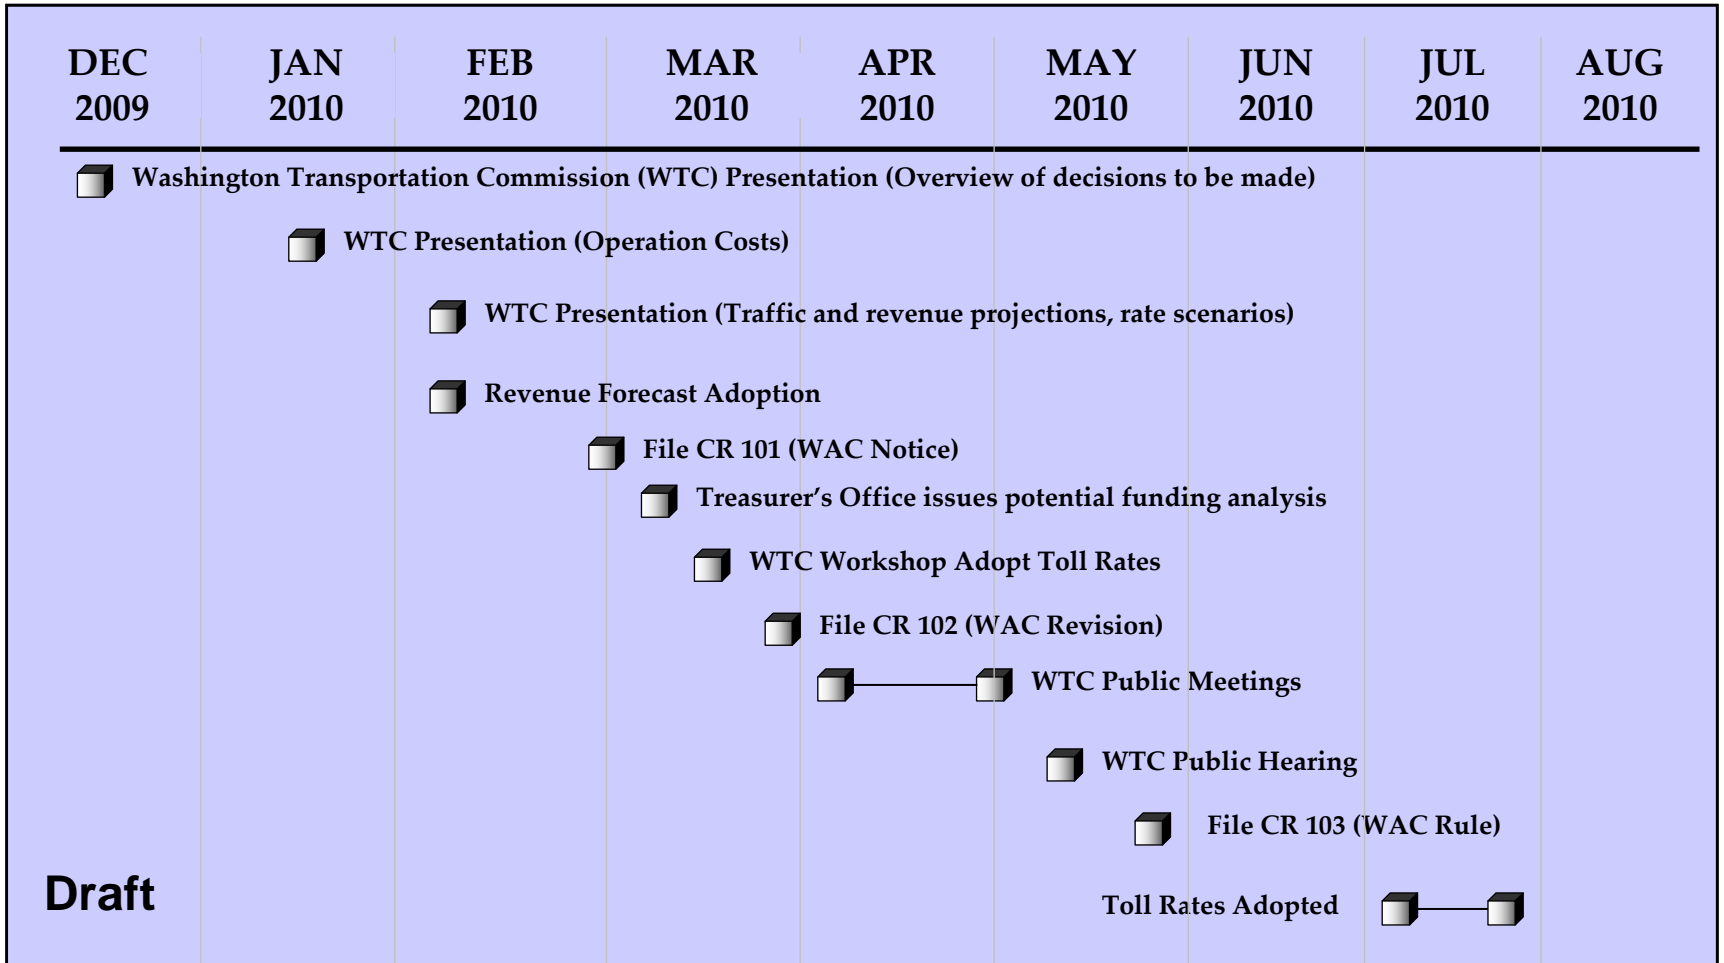 DEC JAN FEB MAR APR MAY JUN JUL AUG
2009 2010 2010 2010 2010 2010 2010 2010 2010
Washington Transportation Commission (WTC) Presentation (Overview of decisions to be made)
WTC Presentation (Operation Costs)
WTC Presentation (Traffic and revenue projections, rate scenarios)
Revenue Forecast Adoption
File CR 101 (WAC Notice)
Treasurer’s Office issues potential funding analysis
WTC Workshop Adopt Toll Rates
File CR 102 (WAC Revision)
WTC Public Meetings
WTC Public Hearing
File CR 103 (WAC Rule)
Draft
Toll Rates Adopted